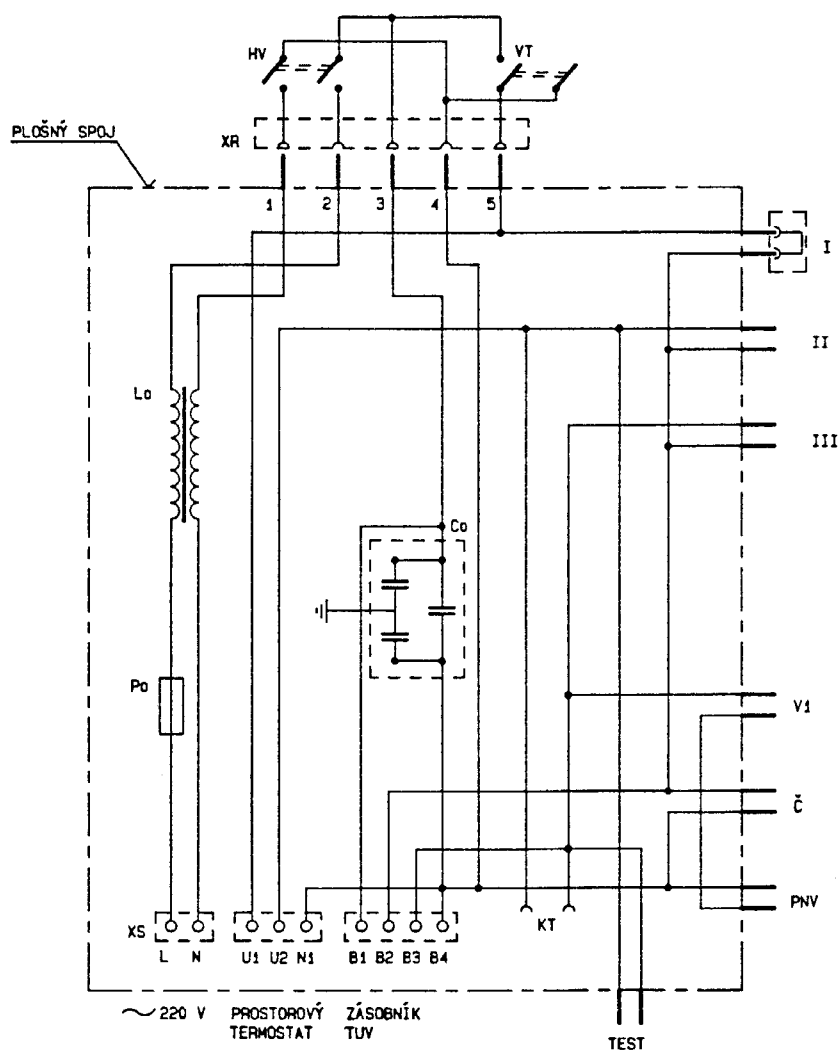 HV
VT
XR
PLOŠNÝ SPOJ
1 2 3 4 5
I
II
Lo
III
Co
Po
V1
Č
PNV
KT
XS
L N U1 U2 N1 B1 B2 B3 B4
~ 220 V PROSTOROVÝ ZÁSOBNÍK
TERMOSTAT TUV
TEST